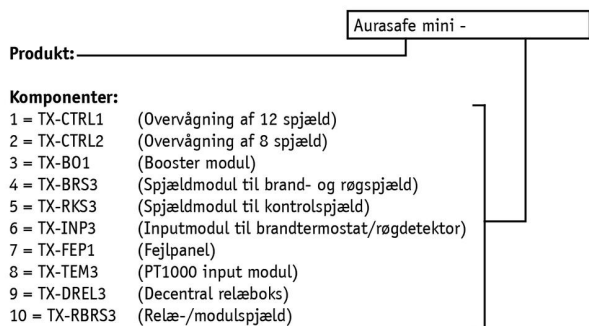 Aurasafe mini -
Produkt:
Komponenter:
1 = TX-CTRL1 (Overvågning af 12 spjæld)
2 = TX-CTRL2 (Overvågning af 8 spjæld)
3 = TX-BO1 (Booster modul)
4 = TX-BRS3 (Spjældmodul til brand- og røgspjæld)
5 = TX-RKS3 (Spjældmodul til kontrolspjæld)
6 = TX-INP3 (Inputmodul til brandtermostat/røgdetektor)
7 = TX-FEP1 (Fejlpanel)
8 = TX-TEM3 (PT1000 input modul)
9 = TX-DREL3 (Decentral relæboks)
10 = TX-RBRS3 (Relæ-/modulspjæld)